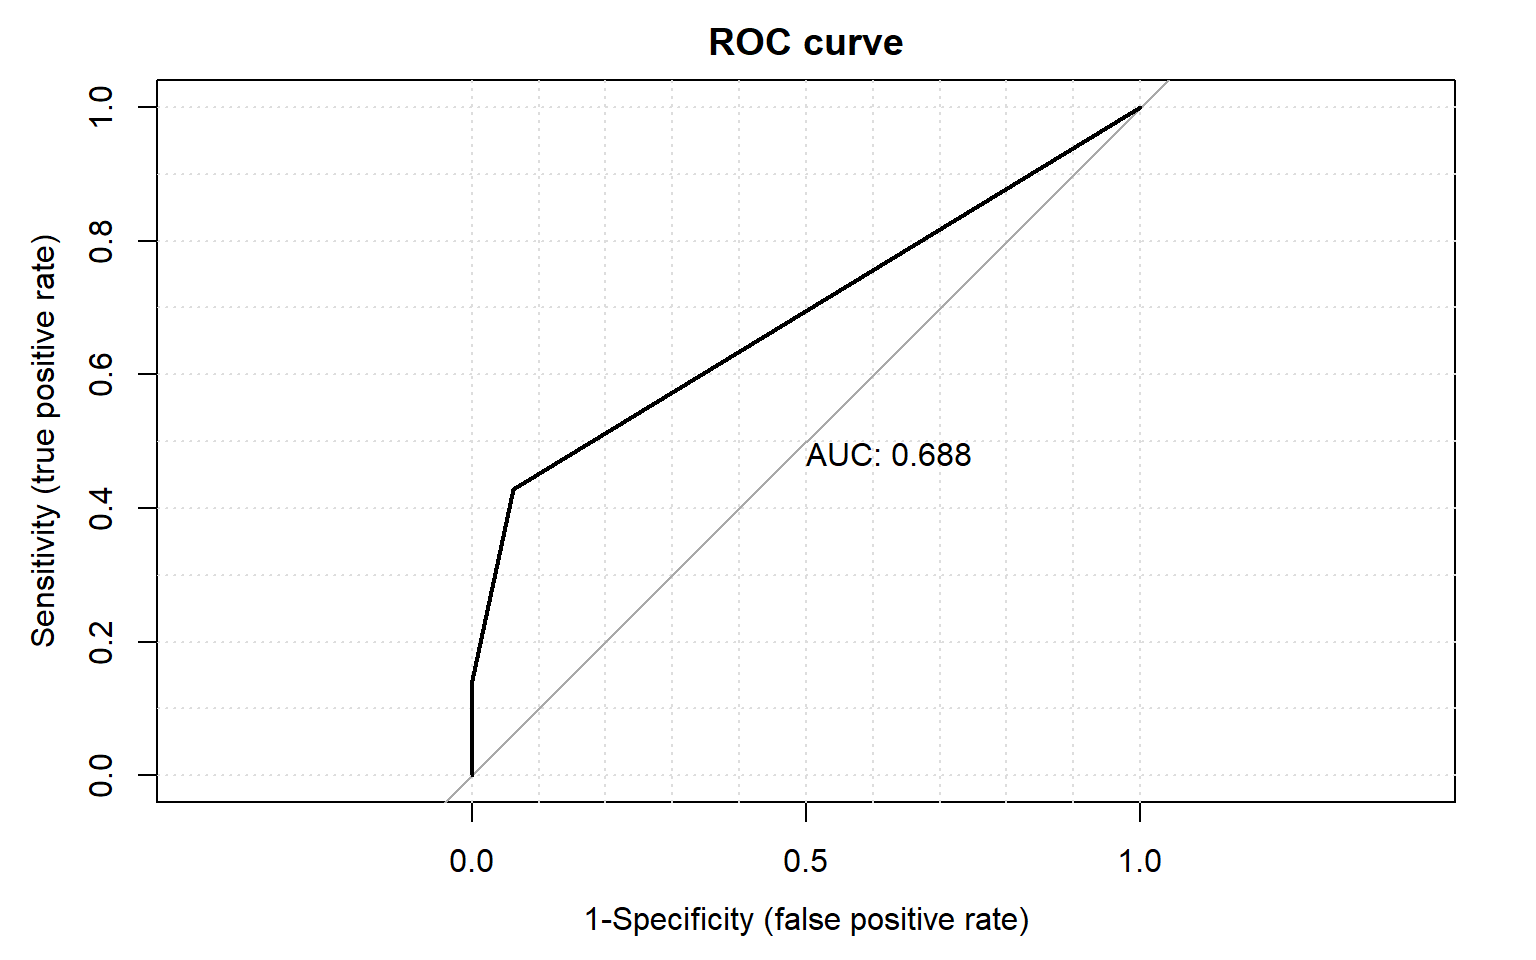 ROC curve
Sensitivity (true positive rate)
1.0
0.8
0.6
0.4
0.2
0.0
AUC: 0.688
0.0 0.5 1.0
1-Specificity (false positive rate)